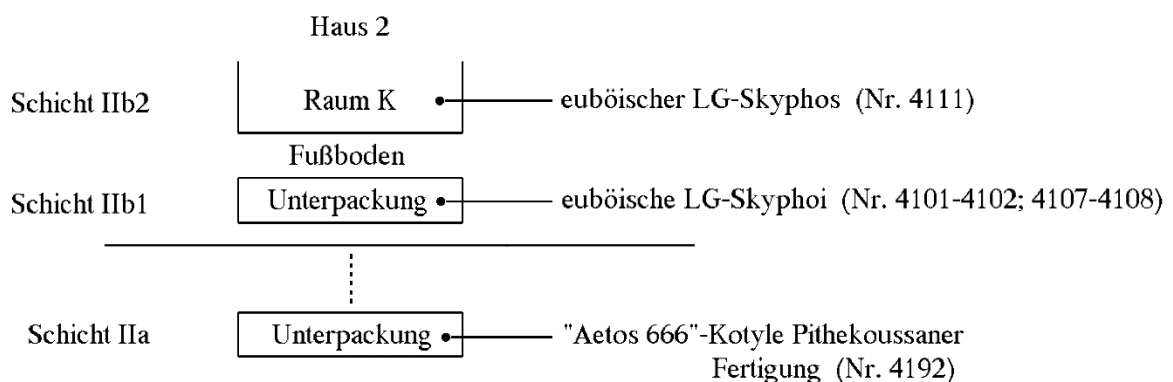 Haus 2
Schicht IIb2 Raum K euböischer LG-Skyphos (Nr. 4111)
Fußboden
Schicht IIb1 Unterpackung euböische LG-Skyphoi (Nr. 4101-4102; 4107-4108)
Schicht IIa Unterpackung "Aetos 666"-Kotyle Pithekoussaner
Fertigung (Nr. 4192)